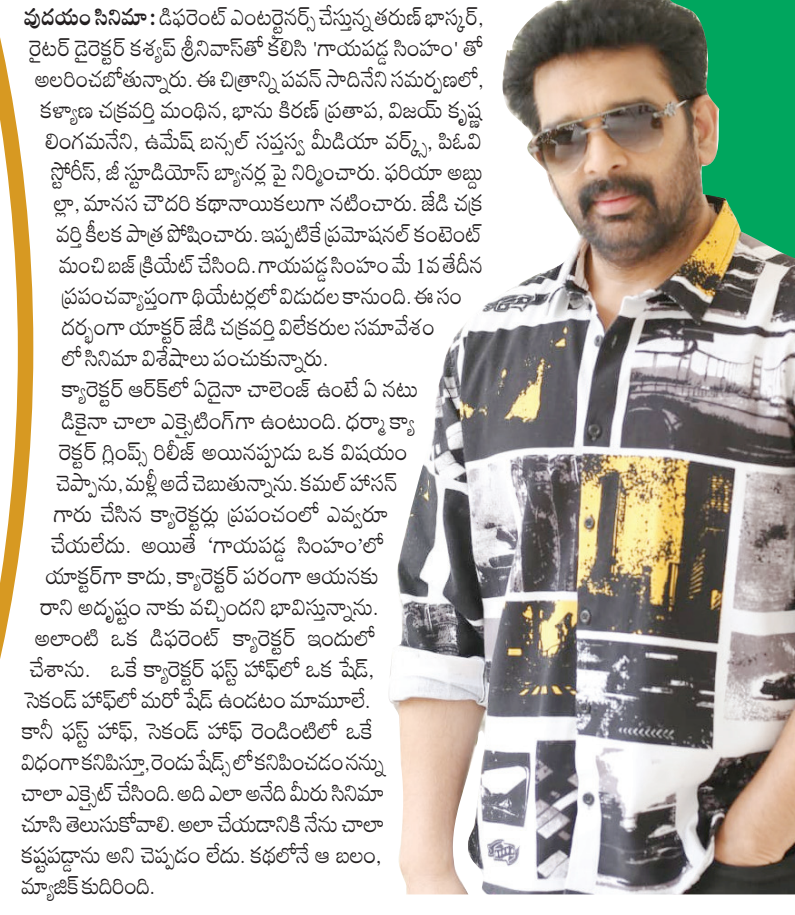 వుదయం సినిమా : డిఫరెంట్ ఎంటర్టైనర్స్ చేస్తున్న తరుణ్ భాస్కర్,
రైటర్ డైరెక్టర్ కశ్యప్ శ్రీనివాస్‌తో కలిసి 'గాయపడ్డ సింహం' తో
అలరించబోతున్నారు. ఈ చిత్రాన్ని పవన్ సాదినేని సమర్పణలో,
కళ్యాణ చక్రవర్తి మంథిన, భాను కిరణ్ ప్రతాప, విజయ్ కృష్ణ
లింగమనేని, ఉమేష్ బన్సల్ సప్తస్వ మీడియా వర్క్స్, పిఓవి
స్టోరీస్, జీ స్టూడియోస్ బ్యానర్ల పై నిర్మించారు. ఫరియా అబ్దు
ల్లా, మానస చౌదరి కథానాయికలుగా నటించారు. జేడి చక్ర
వర్తి కీలక పాత్ర పోషించారు. ఇప్పటికే ప్రమోషనల్ కంటెంట్
మంచి బజ్ క్రియేట్ చేసింది. గాయపడ్డ సింహం మే 1వ తేదీన
ప్రపంచవ్యాప్తంగా థియేటర్లలో విడుదల కానుంది. ఈ సం
దర్భంగా యాక్టర్ జేడి చక్రవర్తి విలేకరుల సమావేశం
లో సినిమా విశేషాలు పంచుకున్నారు.
క్యారెక్టర్ ఆర్క్‌లో ఏదైనా చాలెంజ్ ఉంటే ఏ నటు
డికైనా చాలా ఎక్సైటింగ్‌గా ఉంటుంది. ధర్మా క్యా
రెక్టర్ గ్లింప్స్ రిలీజ్ అయినప్పుడు ఒక విషయం
చెప్పాను, మళ్లీ అదే చెబుతున్నాను. కమల్ హాసన్
గారు చేసిన క్యారెక్టర్లు ప్రపంచంలో ఎవ్వరూ
చేయలేదు. అయితే 'గాయపడ్డ సింహం'లో
యాక్టర్‌గా కాదు, క్యారెక్టర్ పరంగా ఆయనకు
రాని అదృష్టం నాకు వచ్చిందని భావిస్తున్నాను.
అలాంటి ఒక డిఫరెంట్ క్యారెక్టర్ ఇందులో
చేశాను. ఒకే క్యారెక్టర్ ఫస్ట్ హాఫ్‌లో ఒక షేడ్,
సెకండ్ హాఫ్‌లో మరో షేడ్ ఉండటం మామూలే.
కానీ ఫస్ట్ హాఫ్, సెకండ్ హాఫ్ రెండింటిలో ఒకే
విధంగా కనిపిస్తూ, రెండు షేడ్స్ లో కనిపించడం నన్ను
చాలా ఎక్సైట్ చేసింది. అది ఎలా అనేది మీరు సినిమా
చూసి తెలుసుకోవాలి. అలా చేయడానికి నేను చాలా
కష్టపడ్డాను అని చెప్పడం లేదు. కథలోనే ఆ బలం,
మ్యాజిక్ కుదిరింది.